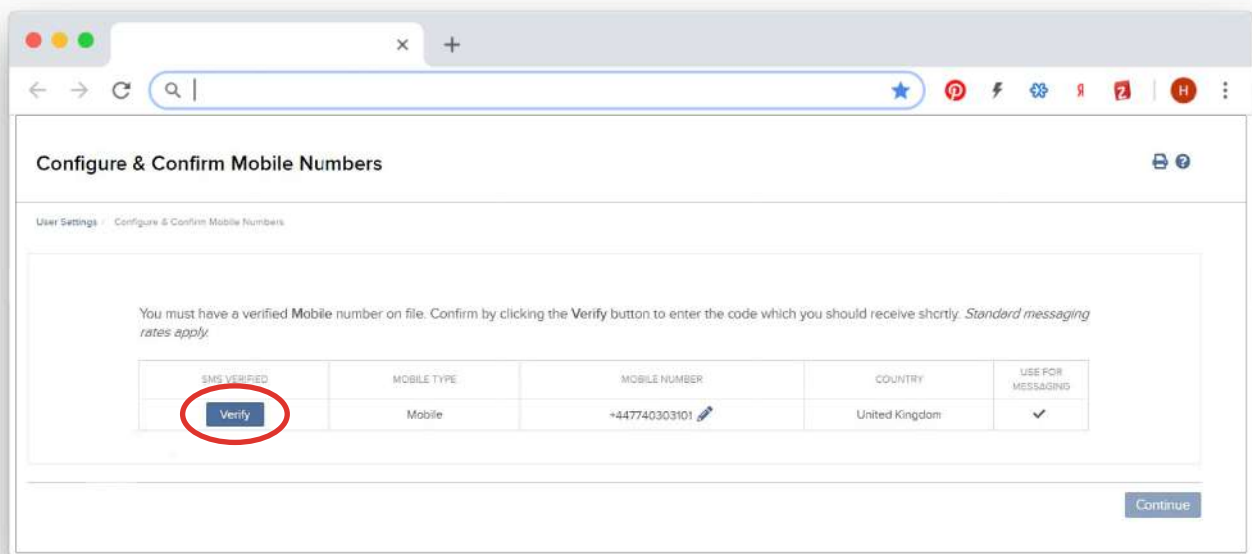 H
Configure & Confirm Mobile Numbers
User Settings / Configure & Confirm Mobile Numbers
You must have a verified Mobile number on file. Confirm by clicking the Verify button to enter the code which you should receive shortly. Standard messaging
rates apply.
SMS VERIFIED MOBILE TYPE MOBILE NUMBER COUNTRY USE FOR MESSAGING
Verify Mobile +447740303101 United Kingdom
Continue